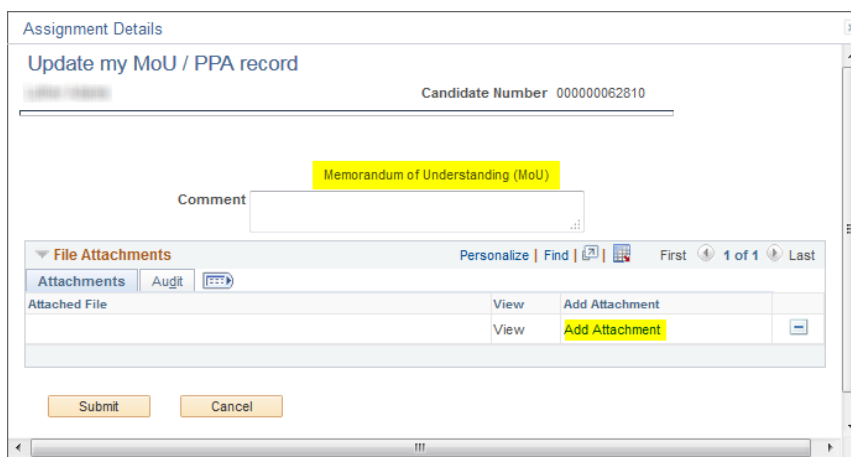 Assignment Details
Update my MoU / PPA record
Candidate Number 000000062810
Memorandum of Understanding (MoU)
Comment
File Attachments Personalize | Find | | First 1 of 1 Last
Attachments Audit
Attached File View Add Attachment
View Add Attachment
Submit Cancel